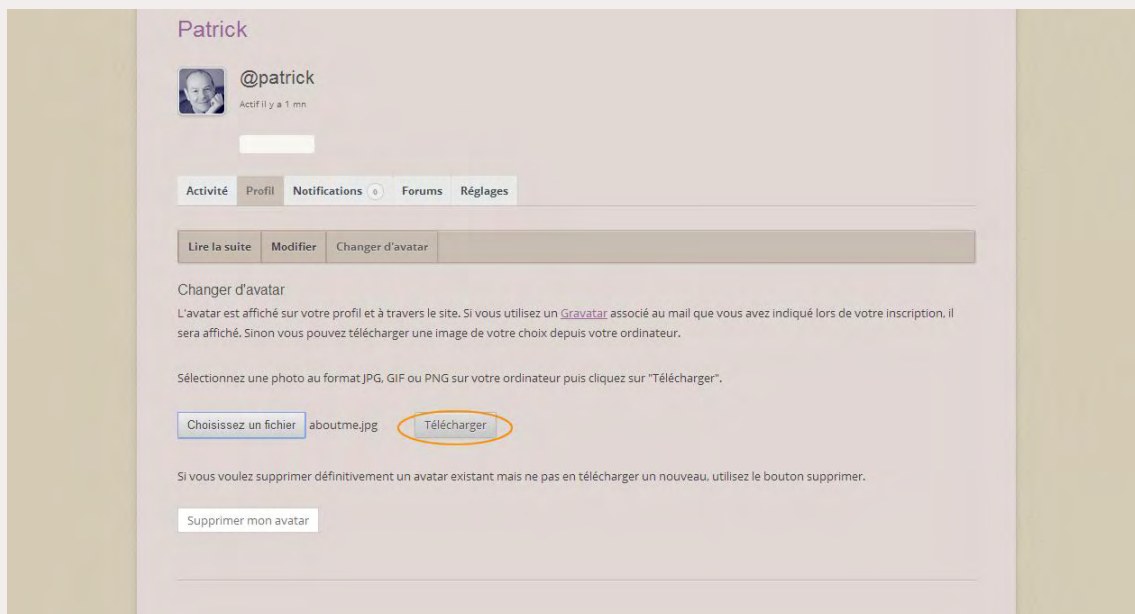 Patrick
@patrick
Actif il y a 1 mn
Activité Profil Notifications 0 Forums Réglages
Lire la suite Modifier Changer d'avatar
Changer d'avatar
L'avatar est affiché sur votre profil et à travers le site. Si vous utilisez un Gravatar associé au mail que vous avez indiqué lors de votre inscription, il
sera affiché. Sinon vous pouvez télécharger une image de votre choix depuis votre ordinateur.
Sélectionnez une photo au format JPG, GIF ou PNG sur votre ordinateur puis cliquez sur "Télécharger".
Choisissez un fichier aboutme.jpg Télécharger
Si vous voulez supprimer définitivement un avatar existant mais ne pas en télécharger un nouveau, utilisez le bouton supprimer.
Supprimer mon avatar